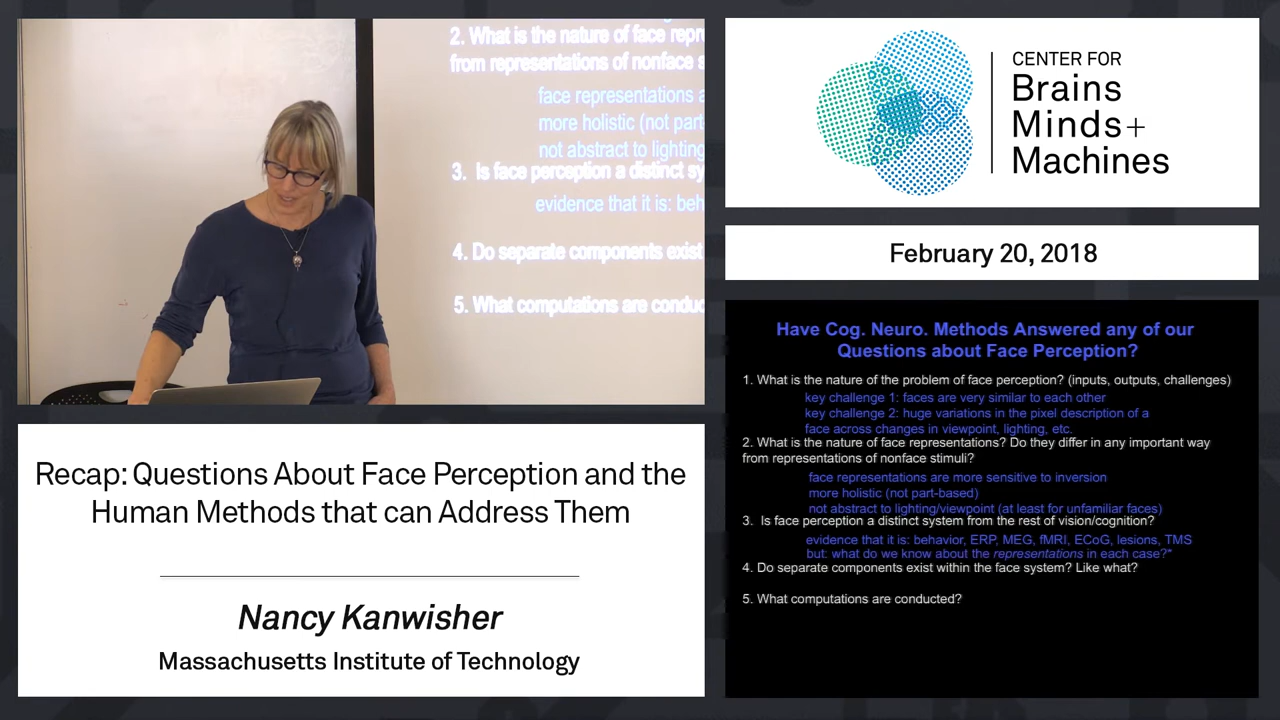 2. What is the nature of face repr
from representations of nonface s
face representations a
more holistic (not part-
not abstract to lighting
3. Is face perception a distinct sy
evidence that it is: beh
4. Do separate components exist
5. What computations are conduc
CENTER FOR
Brains
Minds+
Machines
February 20, 2018
Have Cog. Neuro. Methods Answered any of our
Questions about Face Perception?
1. What is the nature of the problem of face perception? (inputs, outputs, challenges)
key challenge 1: faces are very similar to each other
key challenge 2: huge variations in the pixel description of a
face across changes in viewpoint, lighting, etc.
2. What is the nature of face representations? Do they differ in any important way
from representations of nonface stimuli?
face representations are more sensitive to inversion
more holistic (not part-based)
not abstract to lighting/viewpoint (at least for unfamiliar faces)
3. Is face perception a distinct system from the rest of vision/cognition?
evidence that it is: behavior, ERP, MEG, fMRI, ECoG, lesions, TMS
but: what do we know about the representations in each case?*
4. Do separate components exist within the face system? Like what?
5. What computations are conducted?
Recap: Questions About Face Perception and the
Human Methods that can Address Them
Nancy Kanwisher
Massachusetts Institute of Technology